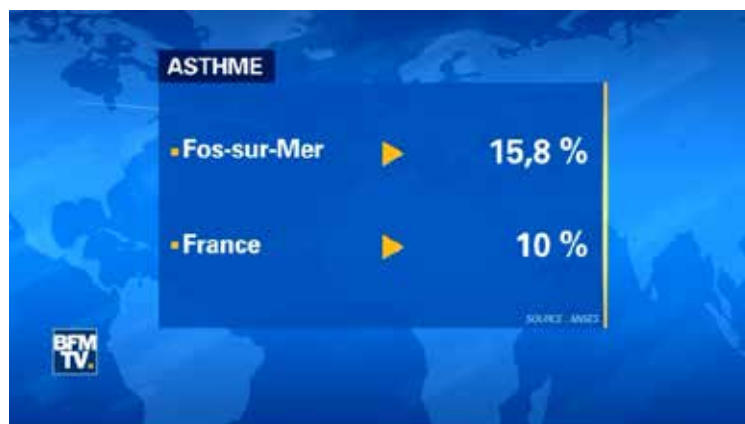 ASTHME
Fos-sur-Mer 15,8 %
France 10 %
SOURCE : ANSES
BFM
TV.